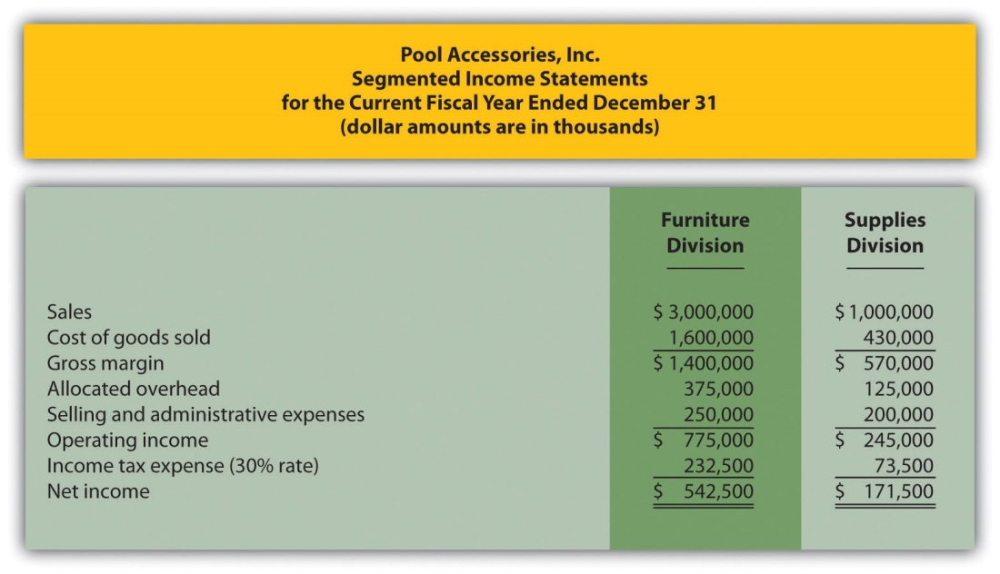 Pool Accessories, Inc.
Segmented Income Statements
for the Current Fiscal Year Ended December 31
(dollar amounts are in thousands)
Furniture Division Supplies Division
Sales $ 3,000,000 $ 1,000,000
Cost of goods sold 1,600,000 430,000
Gross margin $ 1,400,000 $ 570,000
Allocated overhead 375,000 125,000
Selling and administrative expenses 250,000 200,000
Operating income $ 775,000 $ 245,000
Income tax expense (30% rate) 232,500 73,500
Net income $ 542,500 $ 171,500